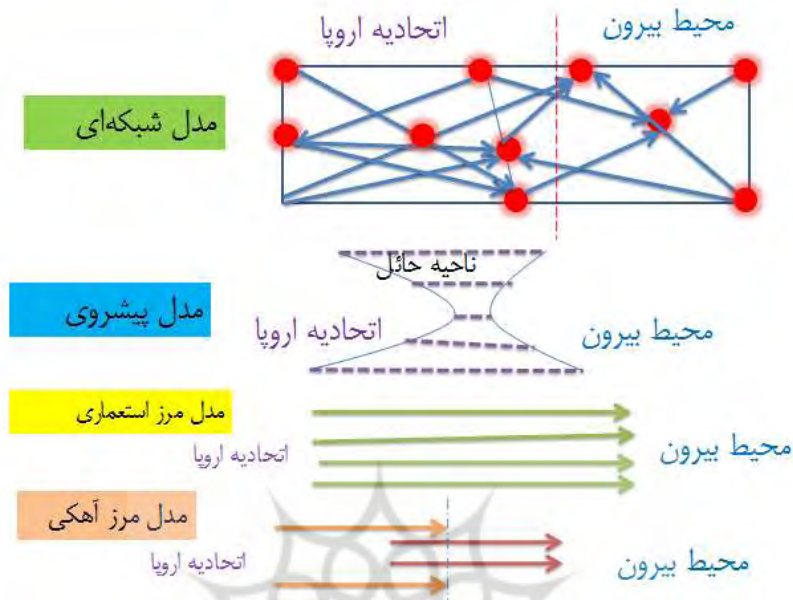 محیط بیرون
اتحادیه اروپا
مدل شبکه‌ای
ناحیه حائل
مدل پیشروی
اتحادیه اروپا
محیط بیرون
مدل مرز استعماری
اتحادیه اروپا
محیط بیرون
مدل مرز آهکی
اتحادیه اروپا
محیط بیرون